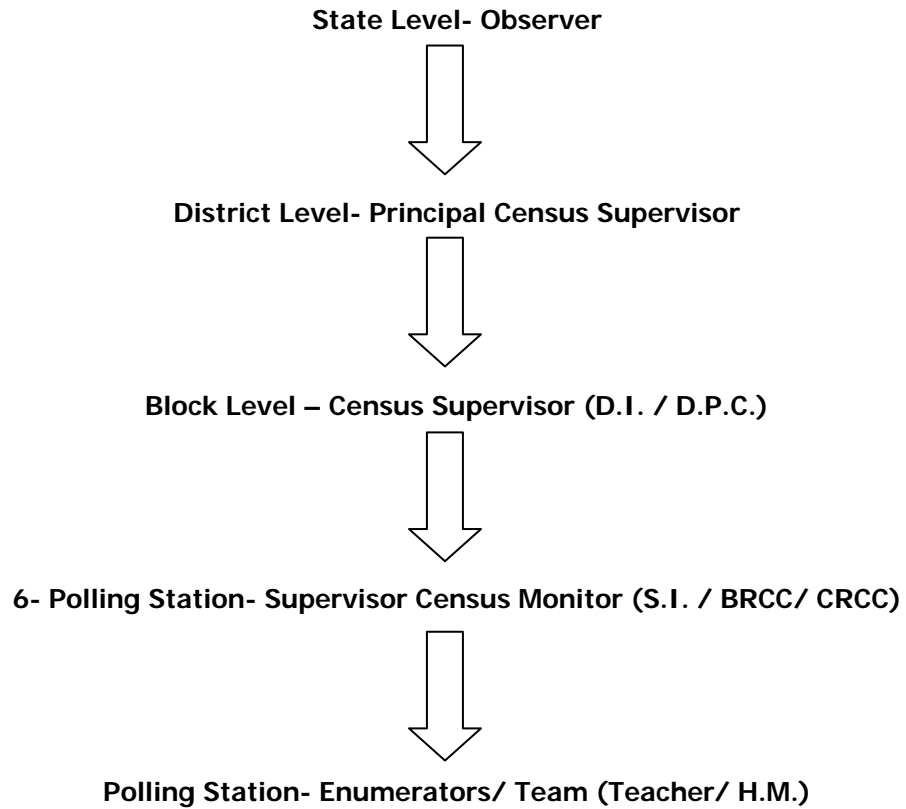 State Level- Observer
District Level- Principal Census Supervisor
Block Level – Census Supervisor (D.I. / D.P.C.)
6- Polling Station- Supervisor Census Monitor (S.I. / BRCC/ CRCC)
Polling Station- Enumerators/ Team (Teacher/ H.M.)